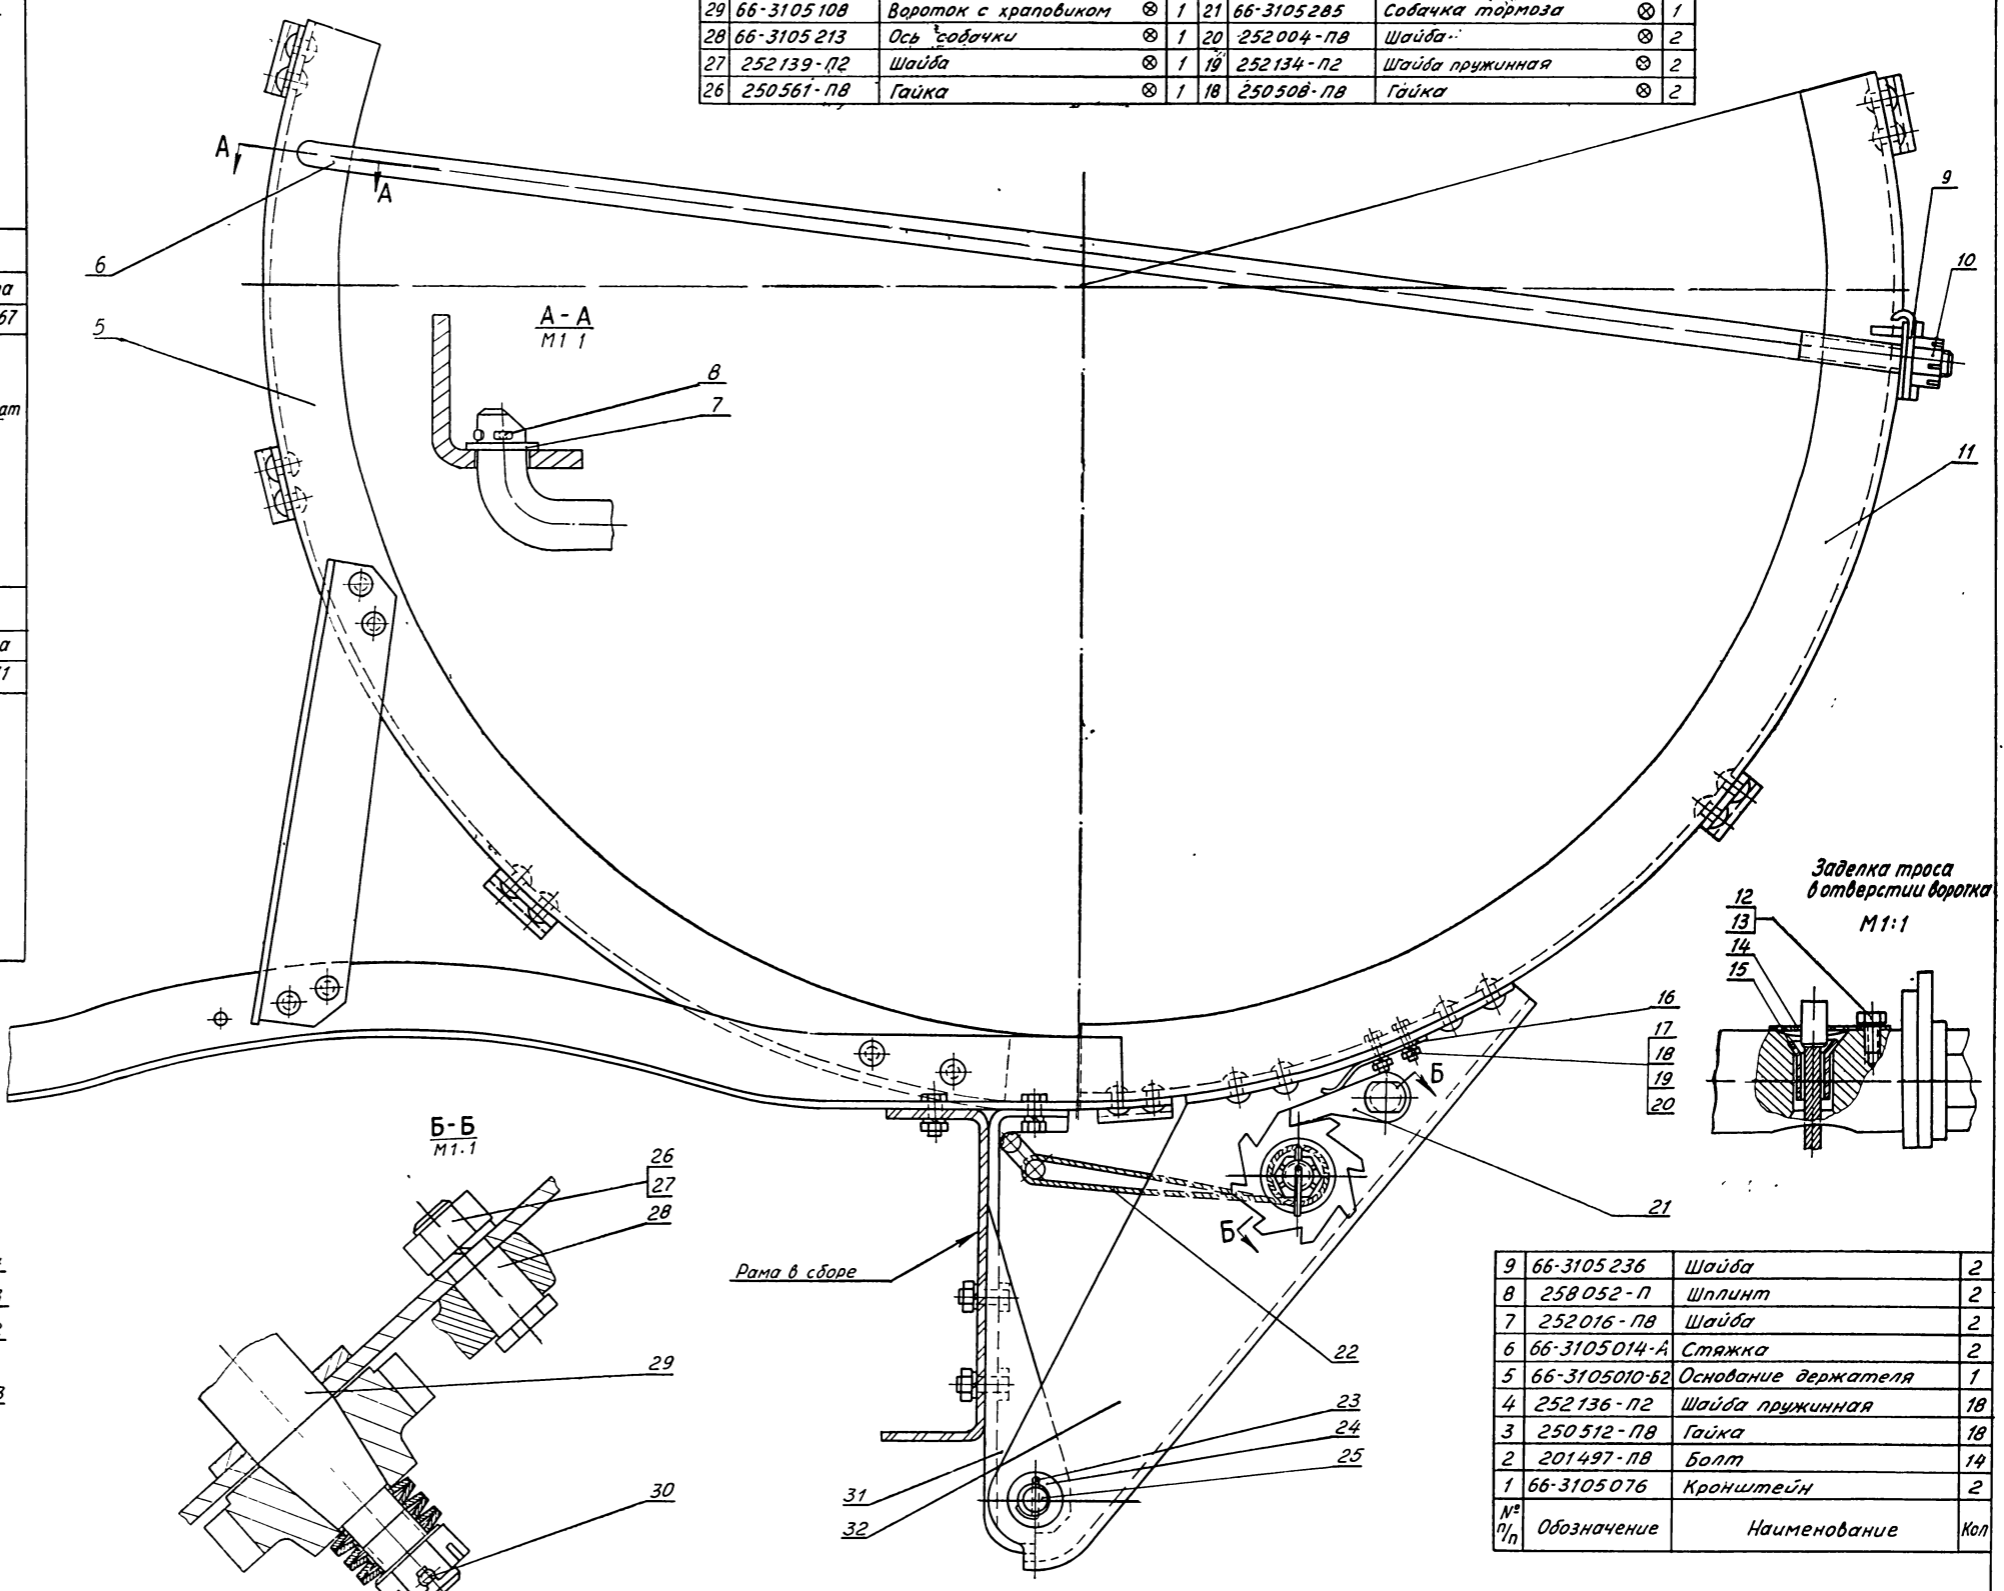 29 66-3105108 Вороток с храповиком ⊗ 1 21 66-3105285 Собачка тормоза ⊗ 1
28 66-3105213 Ось собачки ⊗ 1 20 252004-П8 Шайба ⊗ 2
27 252139-П2 Шайба ⊗ 1 19 252134-П2 Шайба пружинная ⊗ 2
26 250561-П8 Гайка ⊗ 1 18 250508-П8 Гайка ⊗ 2
А
А
9
6
10
а
67
5
А-А
М1 1
8
7
ат
11
а
Заделка троса
в отверстии воротка
М1:1
12
13
14
15
16
17
18
19
20
Б
Б-Б
М1:1
26
27
28
21
Б
Рама в сборе
22
29
23
24
25
30
31
32
9 66-3105236 Шайба 2
8 258052-П Шплинт 2
7 252016-П8 Шайба 2
6 66-3105014-А Стяжка 2
5 66-3105010-Б2 Основание держателя 1
4 252136-П2 Шайба пружинная 18
3 250512-П8 Гайка 18
2 201497-П8 Болт 14
1 66-3105076 Кронштейн 2
№ п/п Обозначение Наименование Кол